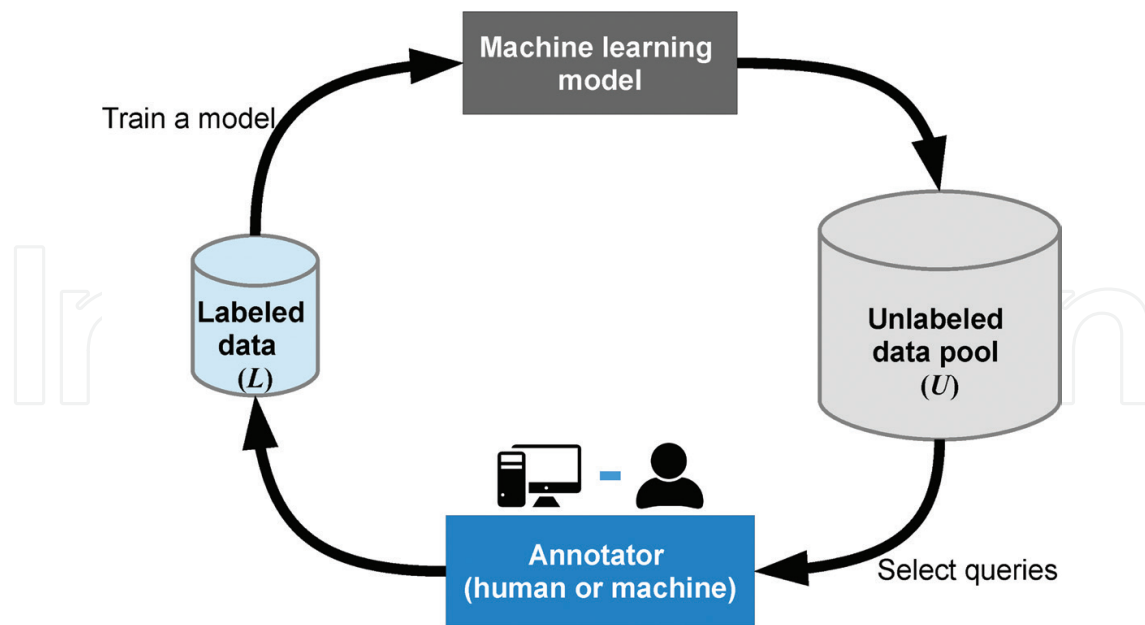 Machine learning
model
Train a model
Labeled
data
(L)
Unlabeled
data pool
(U)
Annotator
(human or machine)
Select queries